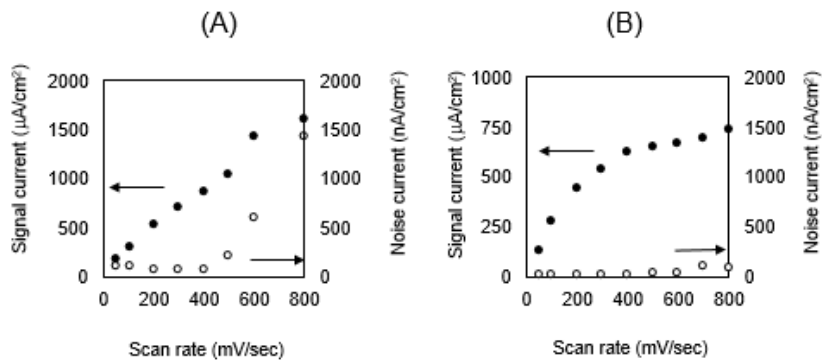 (A)
Signal current (μA/cm²)
2000
1500
1000
500
0
2000
1500
1000
500
0
Noise current (nA/cm²)
0 200 400 600 800
Scan rate (mV/sec)
(B)
Signal current (μA/cm²)
1000
750
500
250
0
2000
1500
1000
500
0
Noise current (nA/cm²)
0 200 400 600 800
Scan rate (mV/sec)